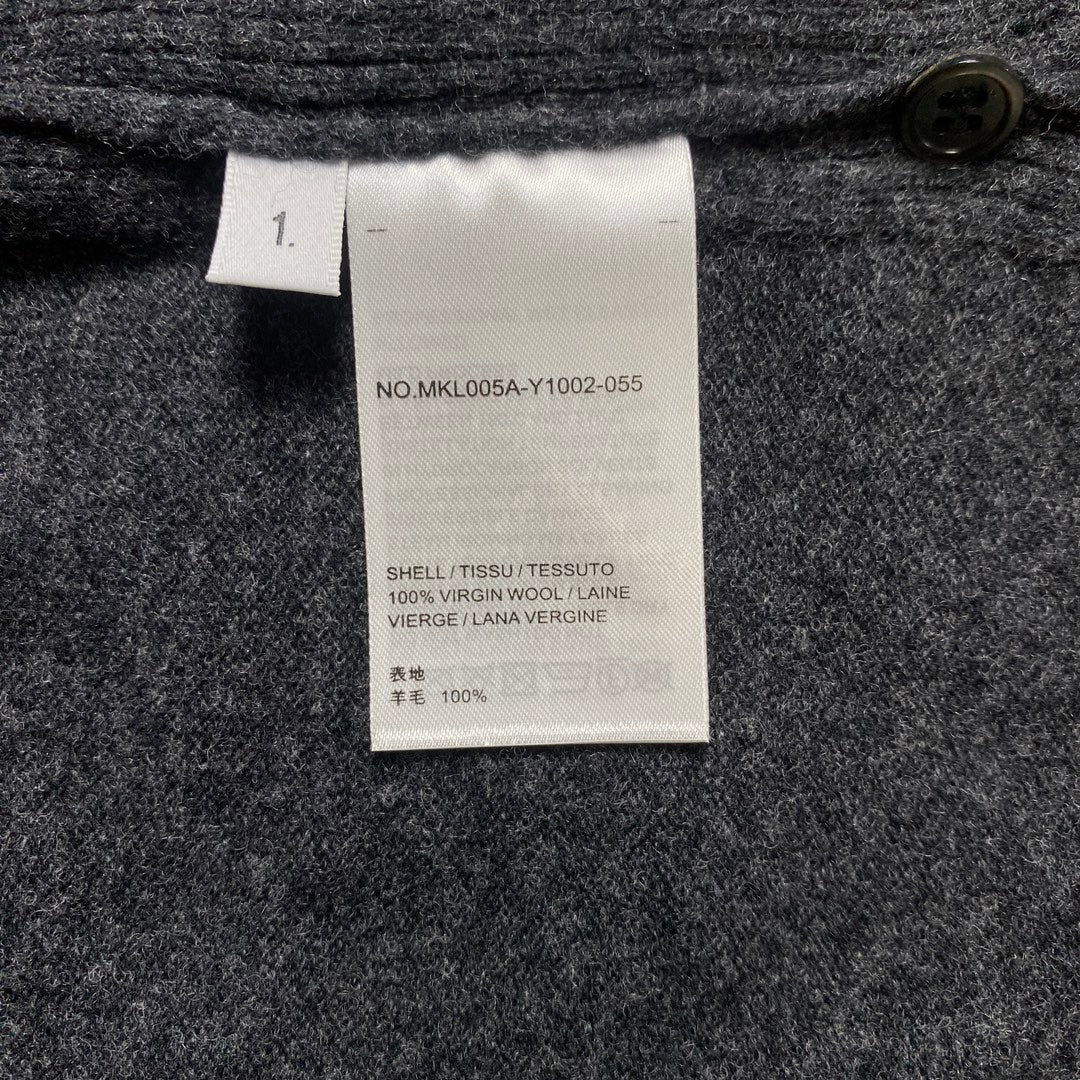 1.
NO.MKL005A-Y1002-055
SHELL / TISSU / TESSUTO
100% VIRGIN WOOL / LAINE
VIERGE / LANA VERGINE
表地
羊毛 100%